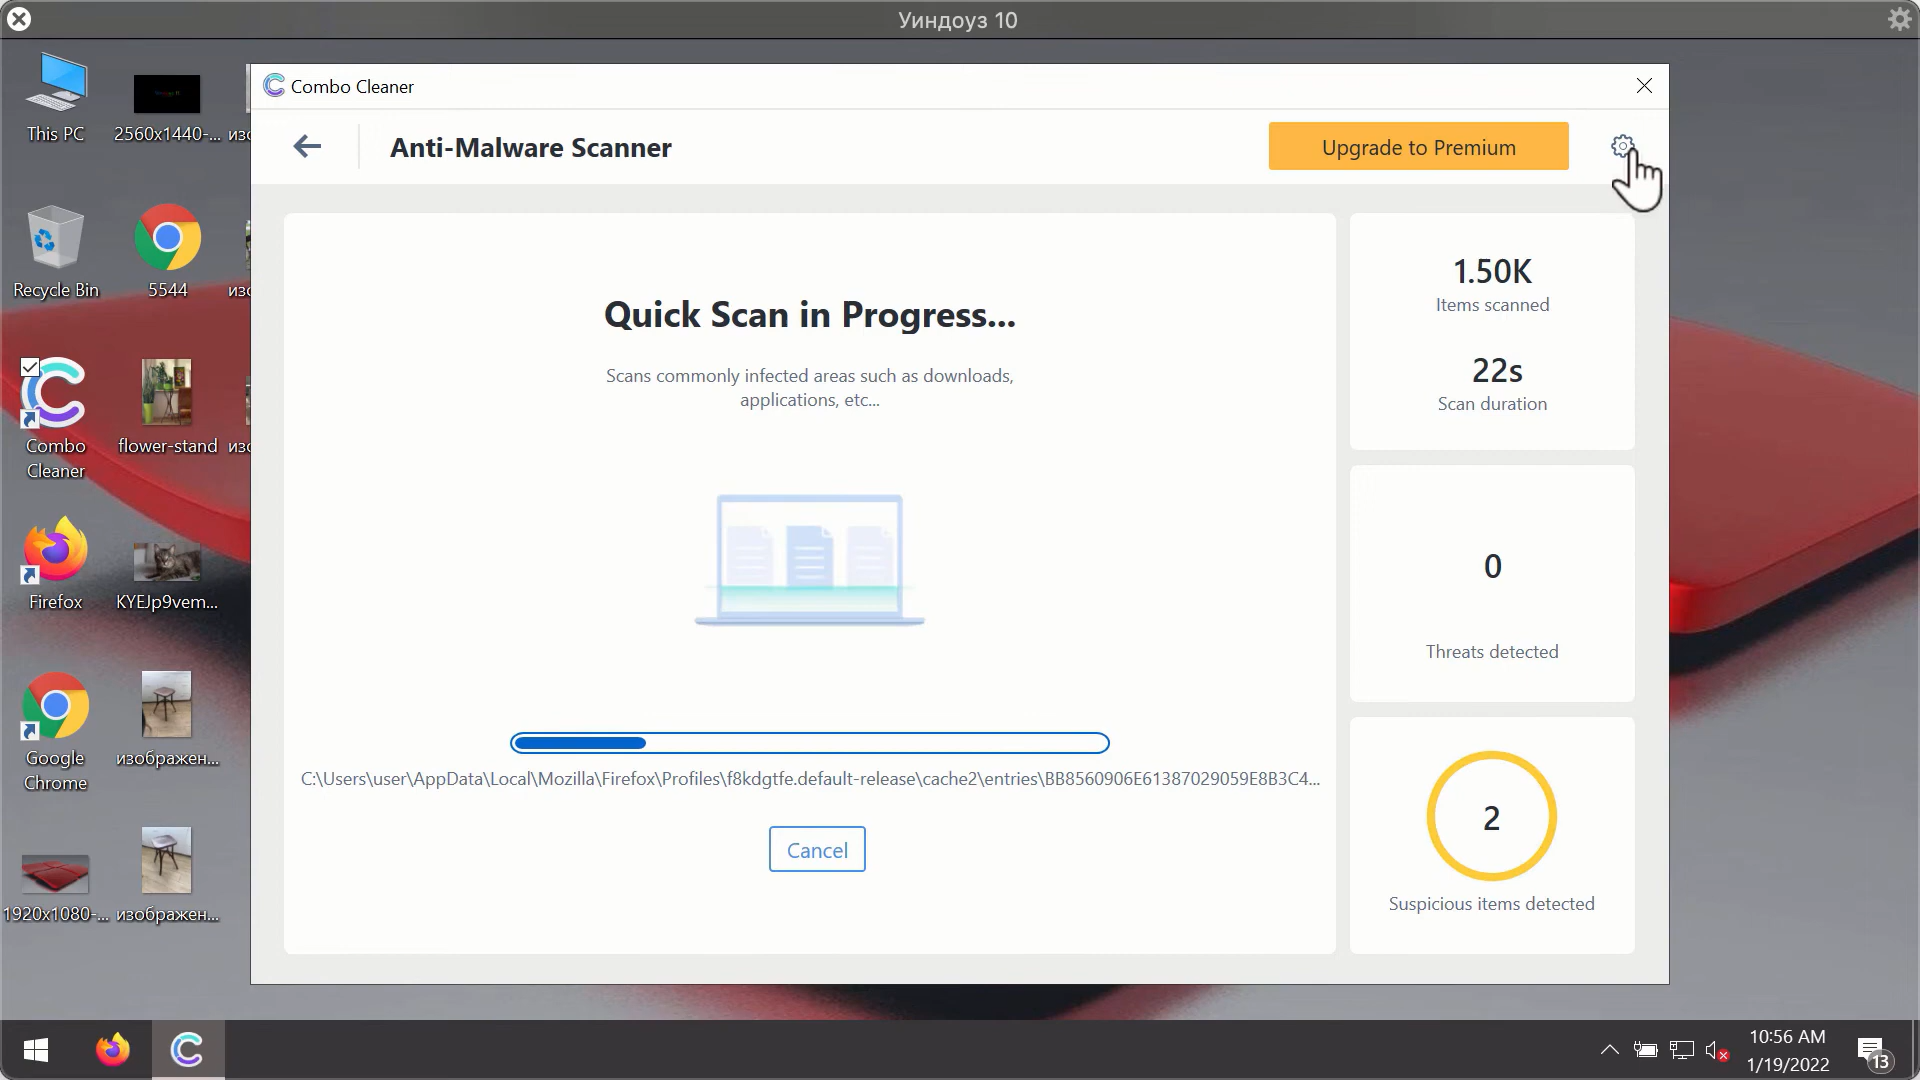 Уиндоуз 10
This PC
2560x1440-...
Recycle Bin
5544
Combo
Cleaner
flower-stand
Firefox
KYEJp9vem...
Google
Chrome
изображен...
1920x1080-...
изображен...
Combo Cleaner
Anti-Malware Scanner
Upgrade to Premium
Quick Scan in Progress...
Scans commonly infected areas such as downloads,
applications, etc...
C:\Users\user\AppData\Local\Mozilla\Firefox\Profiles\f8kdgtfe.default-release\cache2\entries\BB8560906E61387029059E8B3C4...
Cancel
1.50K
Items scanned
22s
Scan duration
0
Threats detected
2
Suspicious items detected
10:56 AM
1/19/2022
13